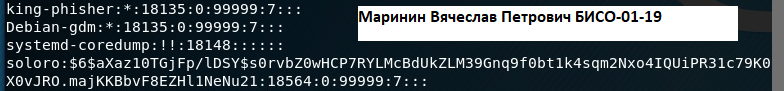 king-phisher:*:18135:0:99999:7:::
Debian-gdm:*:18135:0:99999:7:::
systemd-coredump:!!:18148::::::
soloro:$6$aXaz10TGjFp/lDSY$s0rvbZ0wHCP7RYLMcBdUkZLM39Gnq9f0bt1k4sqm2Nxo4IQUiPR31c79K0
X0vJRO.majKKBbvF8EZHl1NeNu21:18564:0:99999:7:::
Маринин Вячеслав Петрович БИСО-01-19